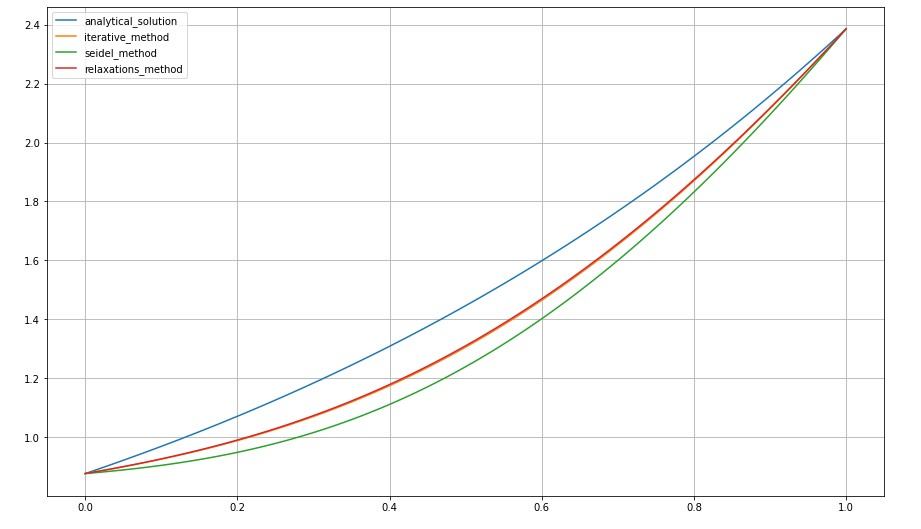 analytical_solution
iterative_method
seidel_method
relaxations_method
2.4
2.2
2.0
1.8
1.6
1.4
1.2
1.0
0.0 0.2 0.4 0.6 0.8 1.0